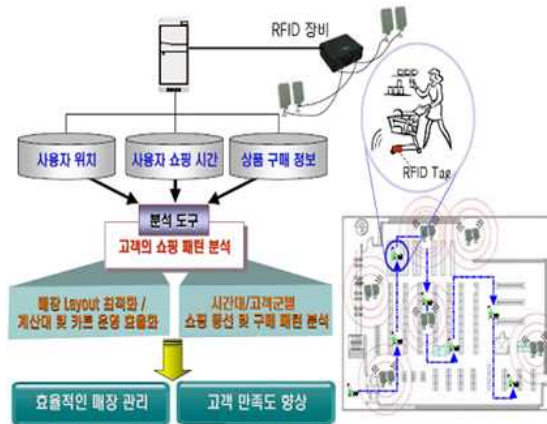 RFID 장비
사용자 위치
사용자 쇼핑 시간
상품 구매 정보
RFID Tag
분석 도구
고객의 쇼핑 패턴 분석
매장 Layout 최적화 /
계산대 및 카트 운영 효율화
시간대/고객군별
쇼핑 동선 및 구매 패턴 분석
효율적인 매장 관리
고객 만족도 향상